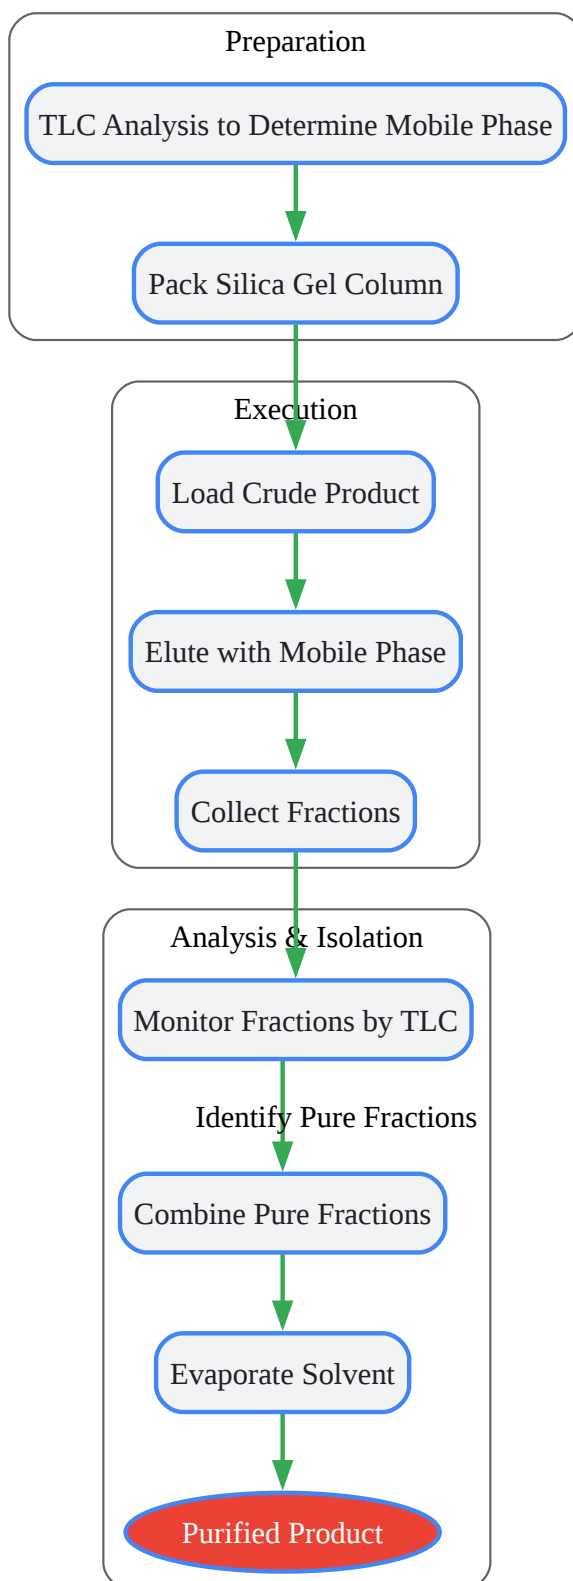 Preparation
TLC Analysis to Determine Mobile Phase
Pack Silica Gel Column
Execution
Load Crude Product
Elute with Mobile Phase
Collect Fractions
Analysis & Isolation
Monitor Fractions by TLC
Identify Pure Fractions
Combine Pure Fractions
Evaporate Solvent
Purified Product